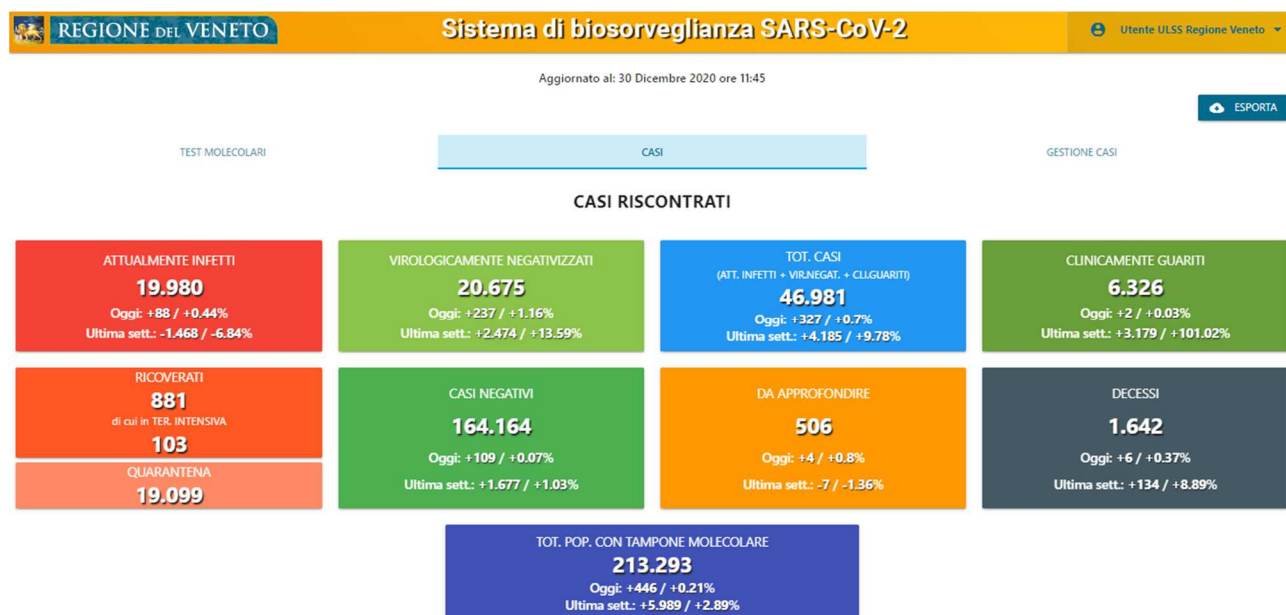 REGIONE DEL VENETO
Sistema di biosorveglianza SARS-CoV-2
Utente ULSS Regione Veneto
Aggiornato al: 30 Dicembre 2020 ore 11:45
ESPORTA
TEST MOLECOLARI
CASI
GESTIONE CASI
CASI RISCONTRATI
ATTUALMENTE INFETTI
19.980
Oggi: +88 / +0.44%
Ultima sett.: -1.468 / -6.84%
VIROLOGICAMENTE NEGATIVIZZATI
20.675
Oggi: +237 / +1.16%
Ultima sett.: +2.474 / +13.59%
TOT. CASI
(ATT. INFETTI + VIR.NEGAT. + CLI.GUARITI)
46.981
Oggi: +327 / +0.7%
Ultima sett.: +4.185 / +9.78%
CLINICAMENTE GUARITI
6.326
Oggi: +2 / +0.03%
Ultima sett.: +3.179 / +101.02%
RICOVERATI
881
di cui in TER. INTENSIVA
103
QUARANTENA
19.099
CASI NEGATIVI
164.164
Oggi: +109 / +0.07%
Ultima sett.: +1.677 / +1.03%
DA APPROFONDIRE
506
Oggi: +4 / +0.8%
Ultima sett.: -7 / -1.36%
DECESSI
1.642
Oggi: +6 / +0.37%
Ultima sett.: +134 / +8.89%
TOT. POP. CON TAMPONE MOLECOLARE
213.293
Oggi: +446 / +0.21%
Ultima sett.: +5.989 / +2.89%